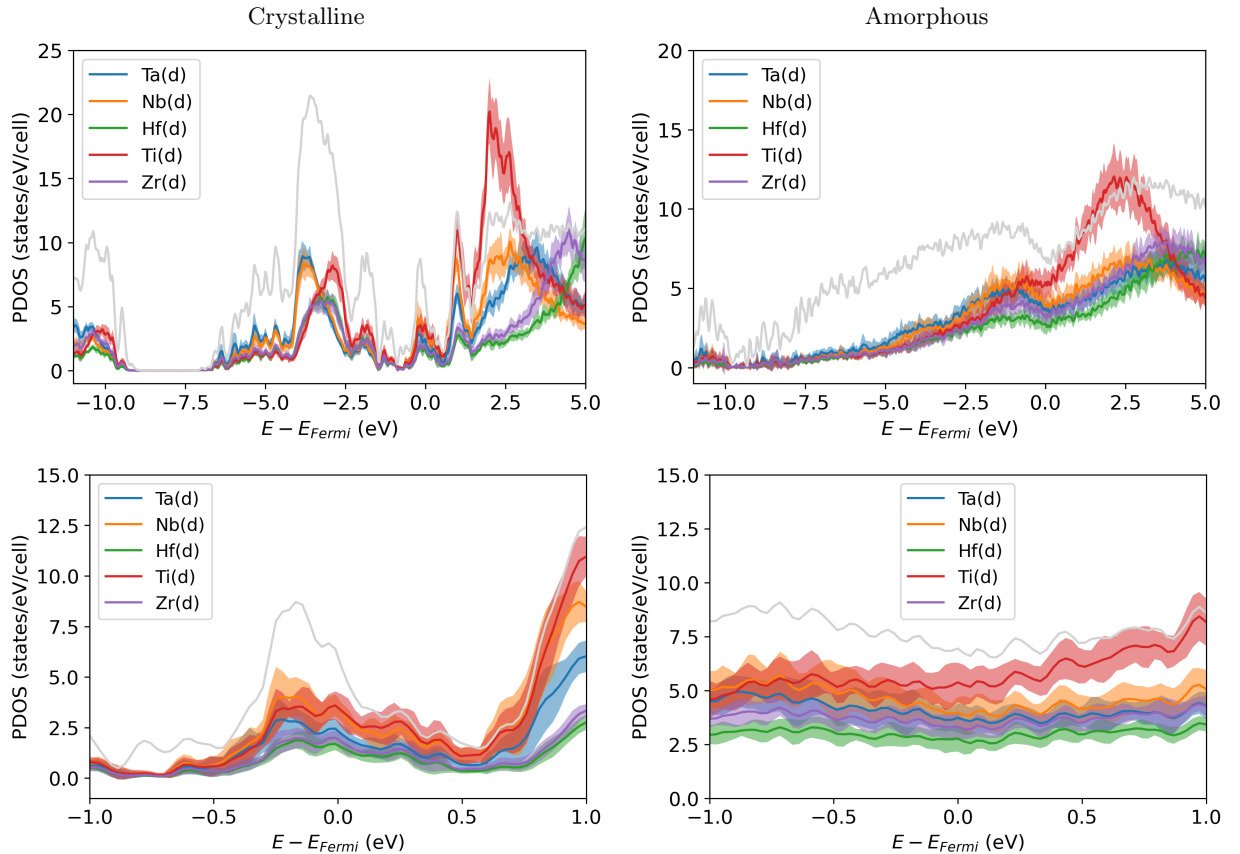 Crystalline
Amorphous
PDOS (states/eV/cell)
25
20
15
10
5
0
Ta(d)
Nb(d)
Hf(d)
Ti(d)
Zr(d)
−10.0 −7.5 −5.0 −2.5 0.0 2.5 5.0
E − E_Fermi (eV)
PDOS (states/eV/cell)
20
15
10
5
0
Ta(d)
Nb(d)
Hf(d)
Ti(d)
Zr(d)
−10.0 −7.5 −5.0 −2.5 0.0 2.5 5.0
E − E_Fermi (eV)
PDOS (states/eV/cell)
15.0
12.5
10.0
7.5
5.0
2.5
0.0
Ta(d)
Nb(d)
Hf(d)
Ti(d)
Zr(d)
−1.0 −0.5 0.0 0.5 1.0
E − E_Fermi (eV)
PDOS (states/eV/cell)
15.0
12.5
10.0
7.5
5.0
2.5
0.0
Ta(d)
Nb(d)
Hf(d)
Ti(d)
Zr(d)
−1.0 −0.5 0.0 0.5 1.0
E − E_Fermi (eV)